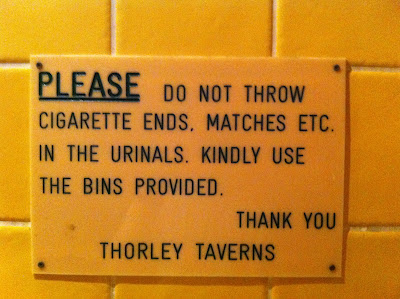 PLEASE DO NOT THROW
CIGARETTE ENDS, MATCHES ETC.
IN THE URINALS. KINDLY USE
THE BINS PROVIDED.
THANK YOU
THORLEY TAVERNS